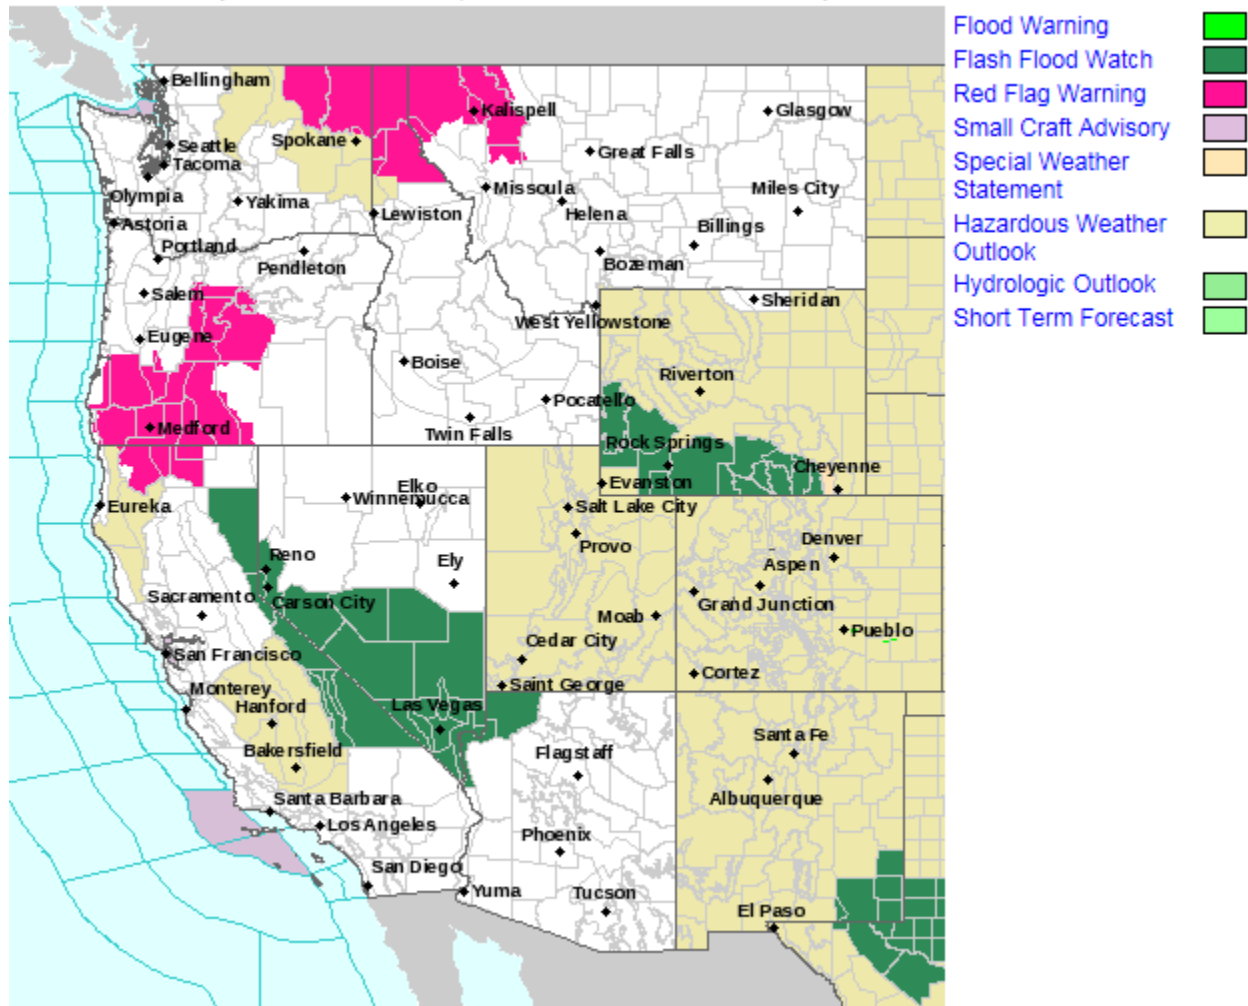 Flood Warning
Flash Flood Watch
Red Flag Warning
Small Craft Advisory
Special Weather
Statement
Hazardous Weather
Outlook
Hydrologic Outlook
Short Term Forecast
Bellingham
Kalispell
Glasgow
Seattle
Spokane
Great Falls
Tacoma
Olympia
Yakima
Missoula
Miles City
Astoria
Lewiston
Helena
Billings
Portland
Pendleton
Bozeman
Salem
Sheridan
West Yellowstone
Eugene
Boise
Riverton
Pocatello
Medford
Twin Falls
Rock Springs
Cheyenne
Elko
Evanston
Winnemucca
Eureka
Salt Lake City
Provo
Denver
Reno
Ely
Aspen
Sacramento
Carson City
Grand Junction
Moab
Pueblo
San Francisco
Cedar City
Cortez
Monterey
Saint George
Hanford
Las Vegas
Bakersfield
Flagstaff
Santa Fe
Santa Barbara
Albuquerque
Los Angeles
Phoenix
San Diego
Yuma
Tucson
El Paso